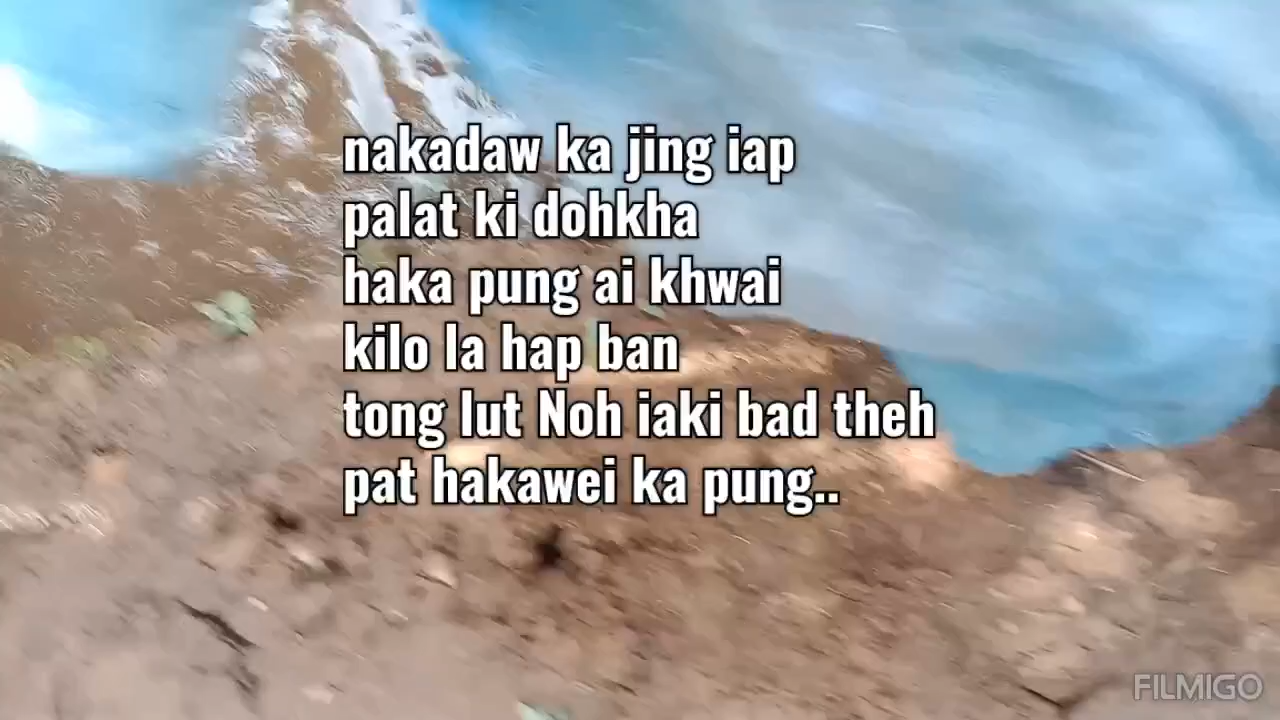 nakadaw ka jing iap
palat ki dohkha
haka pung ai khwai
kilo la hap ban
tong lut Noh iaki bad theh
pat hakawei ka pung..
FILMIGO